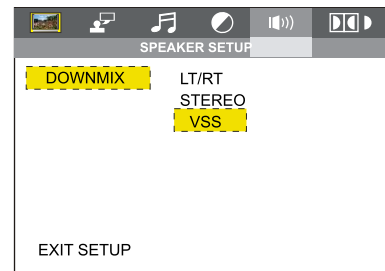 SPEAKER SETUP
DOWNMIX
LT/RT
STEREO
VSS
EXIT SETUP